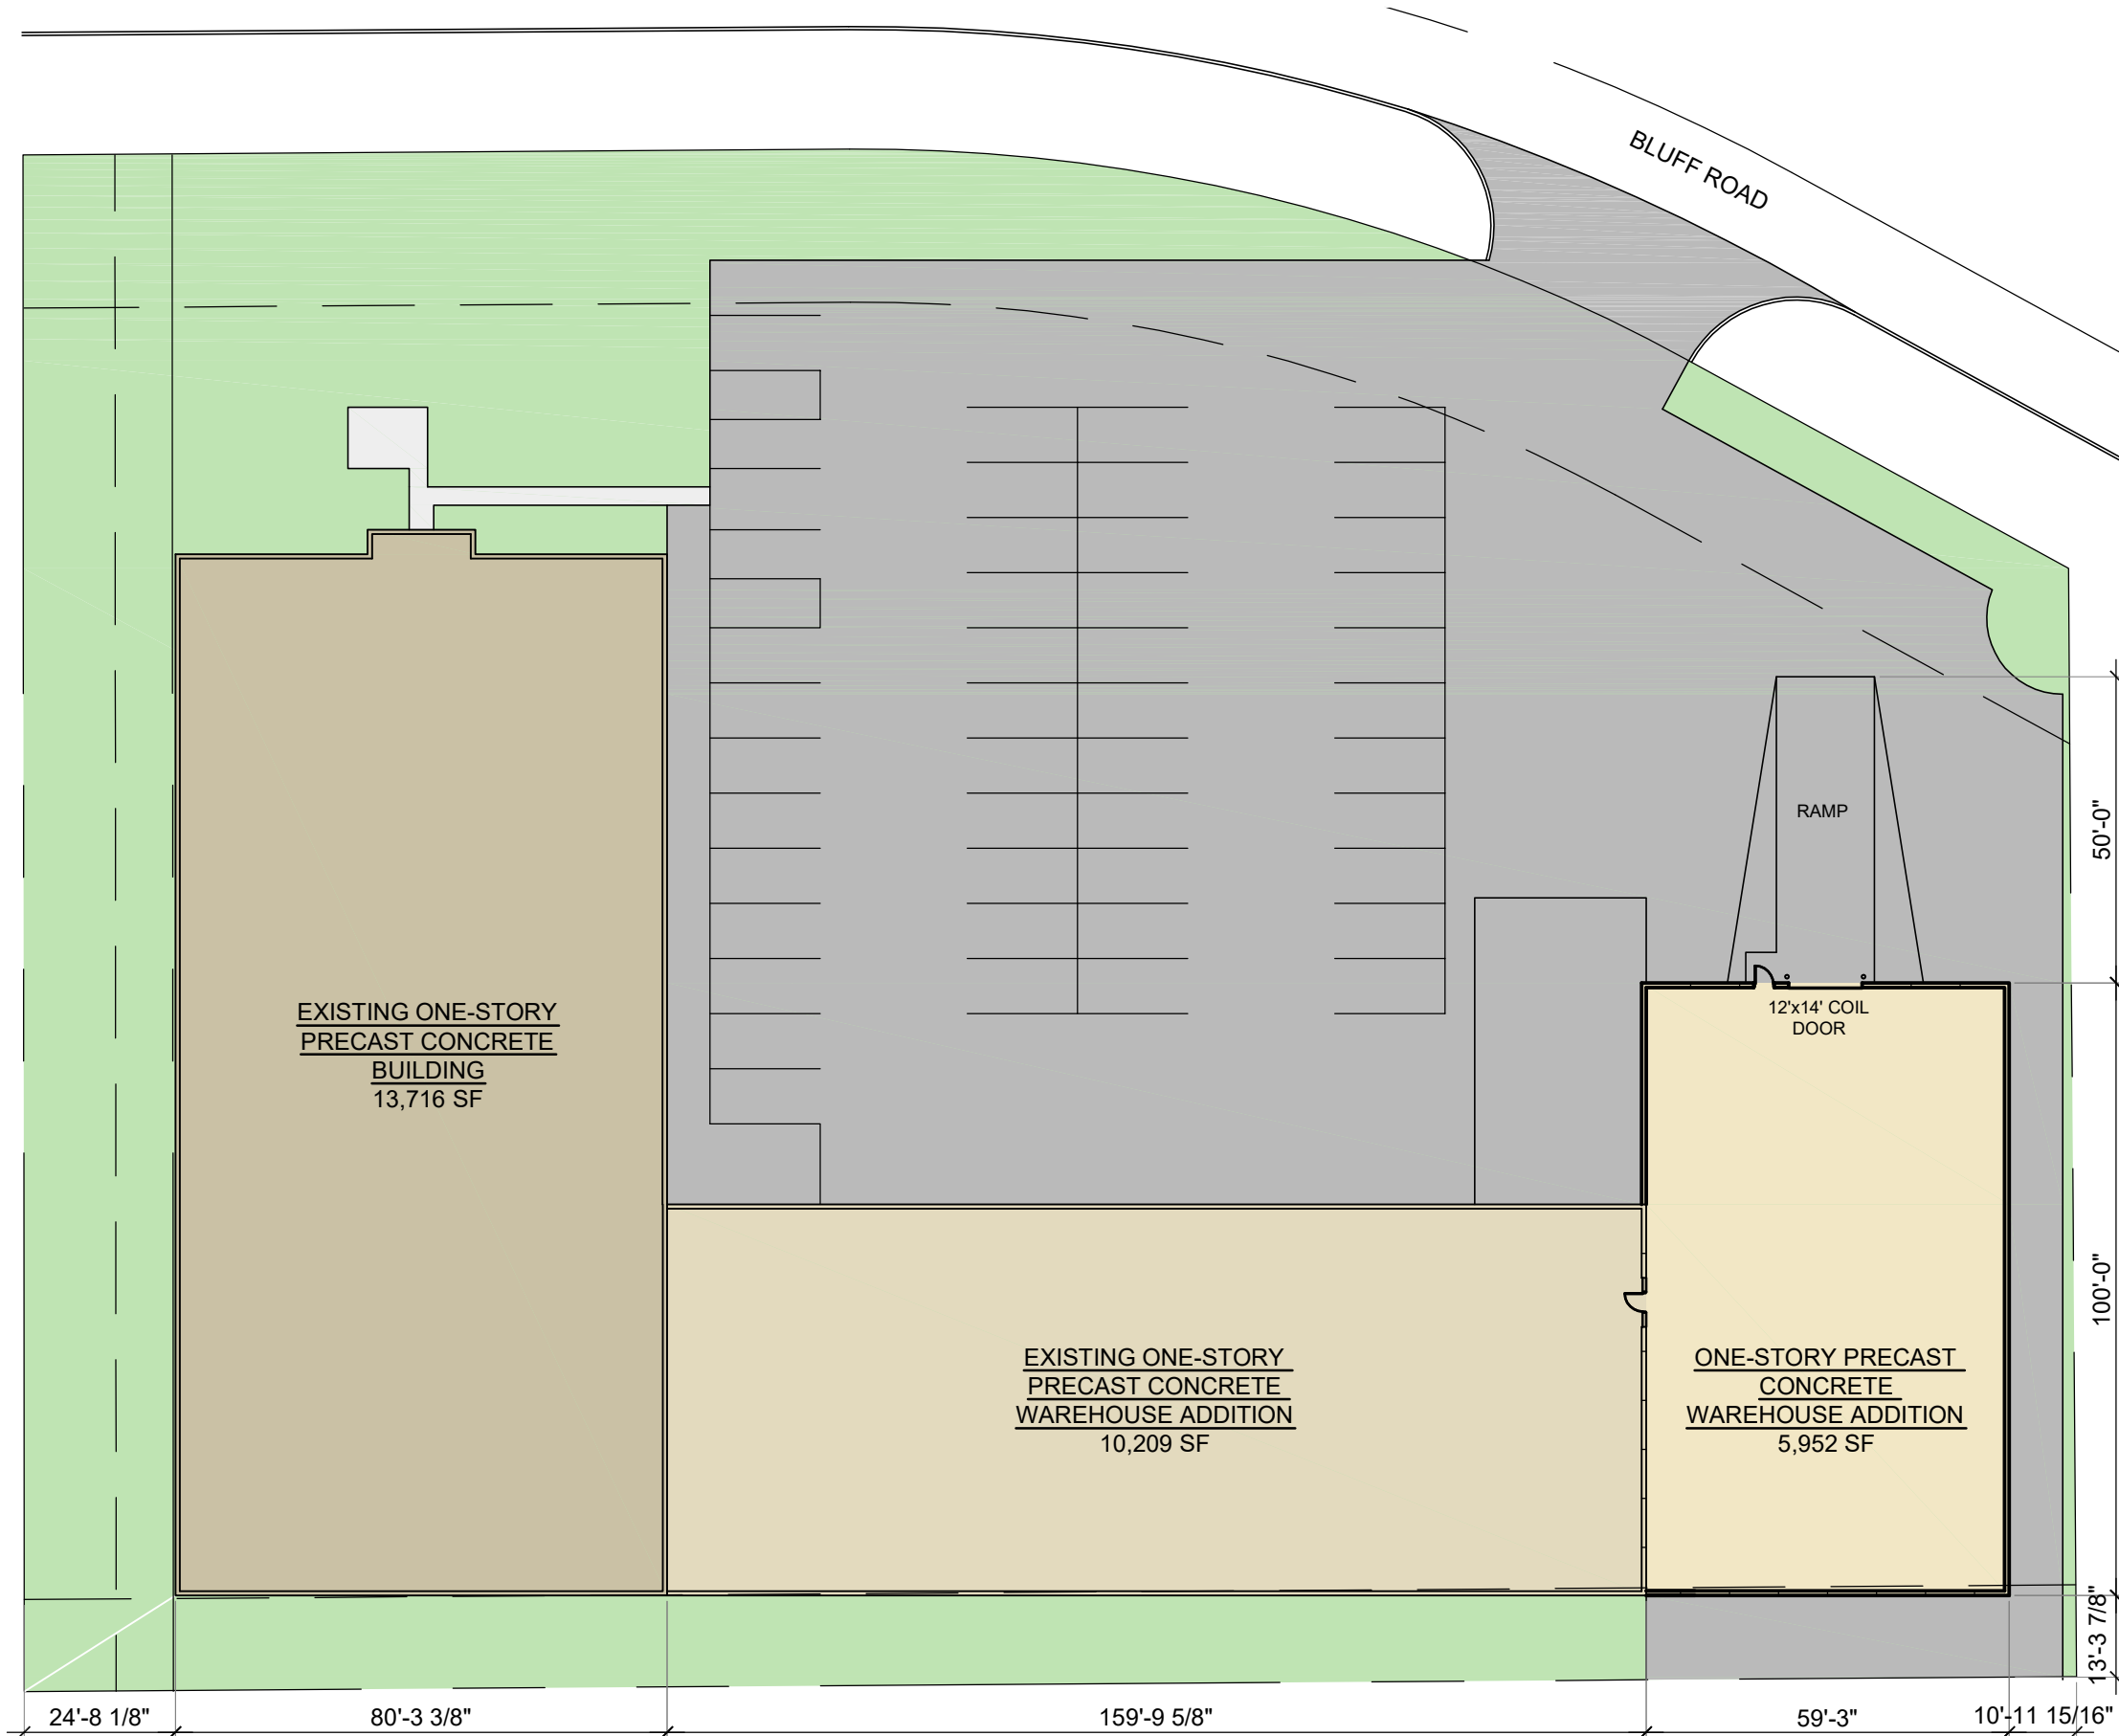 BLUFF ROAD
RAMP
50'-0"
12'x14' COIL
DOOR
EXISTING ONE-STORY
PRECAST CONCRETE
BUILDING
13,716 SF
100'-0"
EXISTING ONE-STORY
PRECAST CONCRETE
WAREHOUSE ADDITION
10,209 SF
ONE-STORY PRECAST
CONCRETE
WAREHOUSE ADDITION
5,952 SF
13'-3 7/8"
24'-8 1/8"
80'-3 3/8"
159'-9 5/8"
59'-3"
10'-11 15/16"